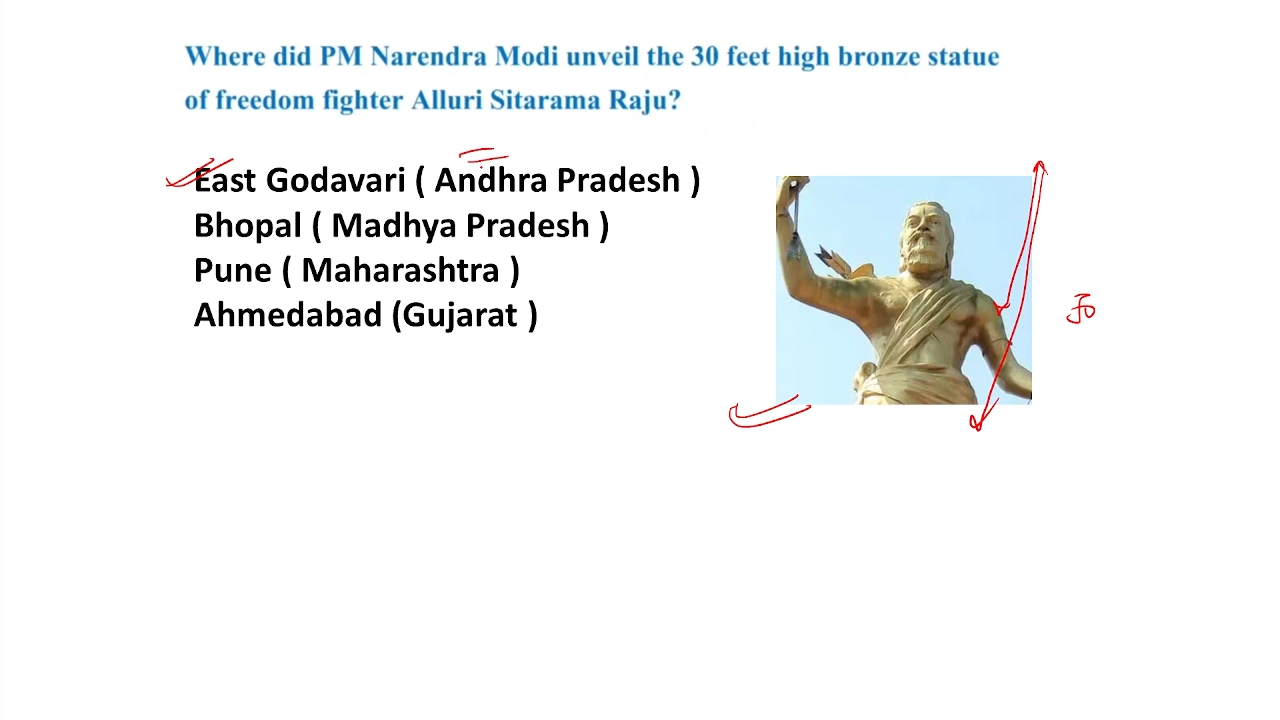 Where did PM Narendra Modi unveil the 30 feet high bronze statue
of freedom fighter Alluri Sitarama Raju?
East Godavari ( Andhra Pradesh )
Bhopal ( Madhya Pradesh )
Pune ( Maharashtra )
Ahmedabad (Gujarat )